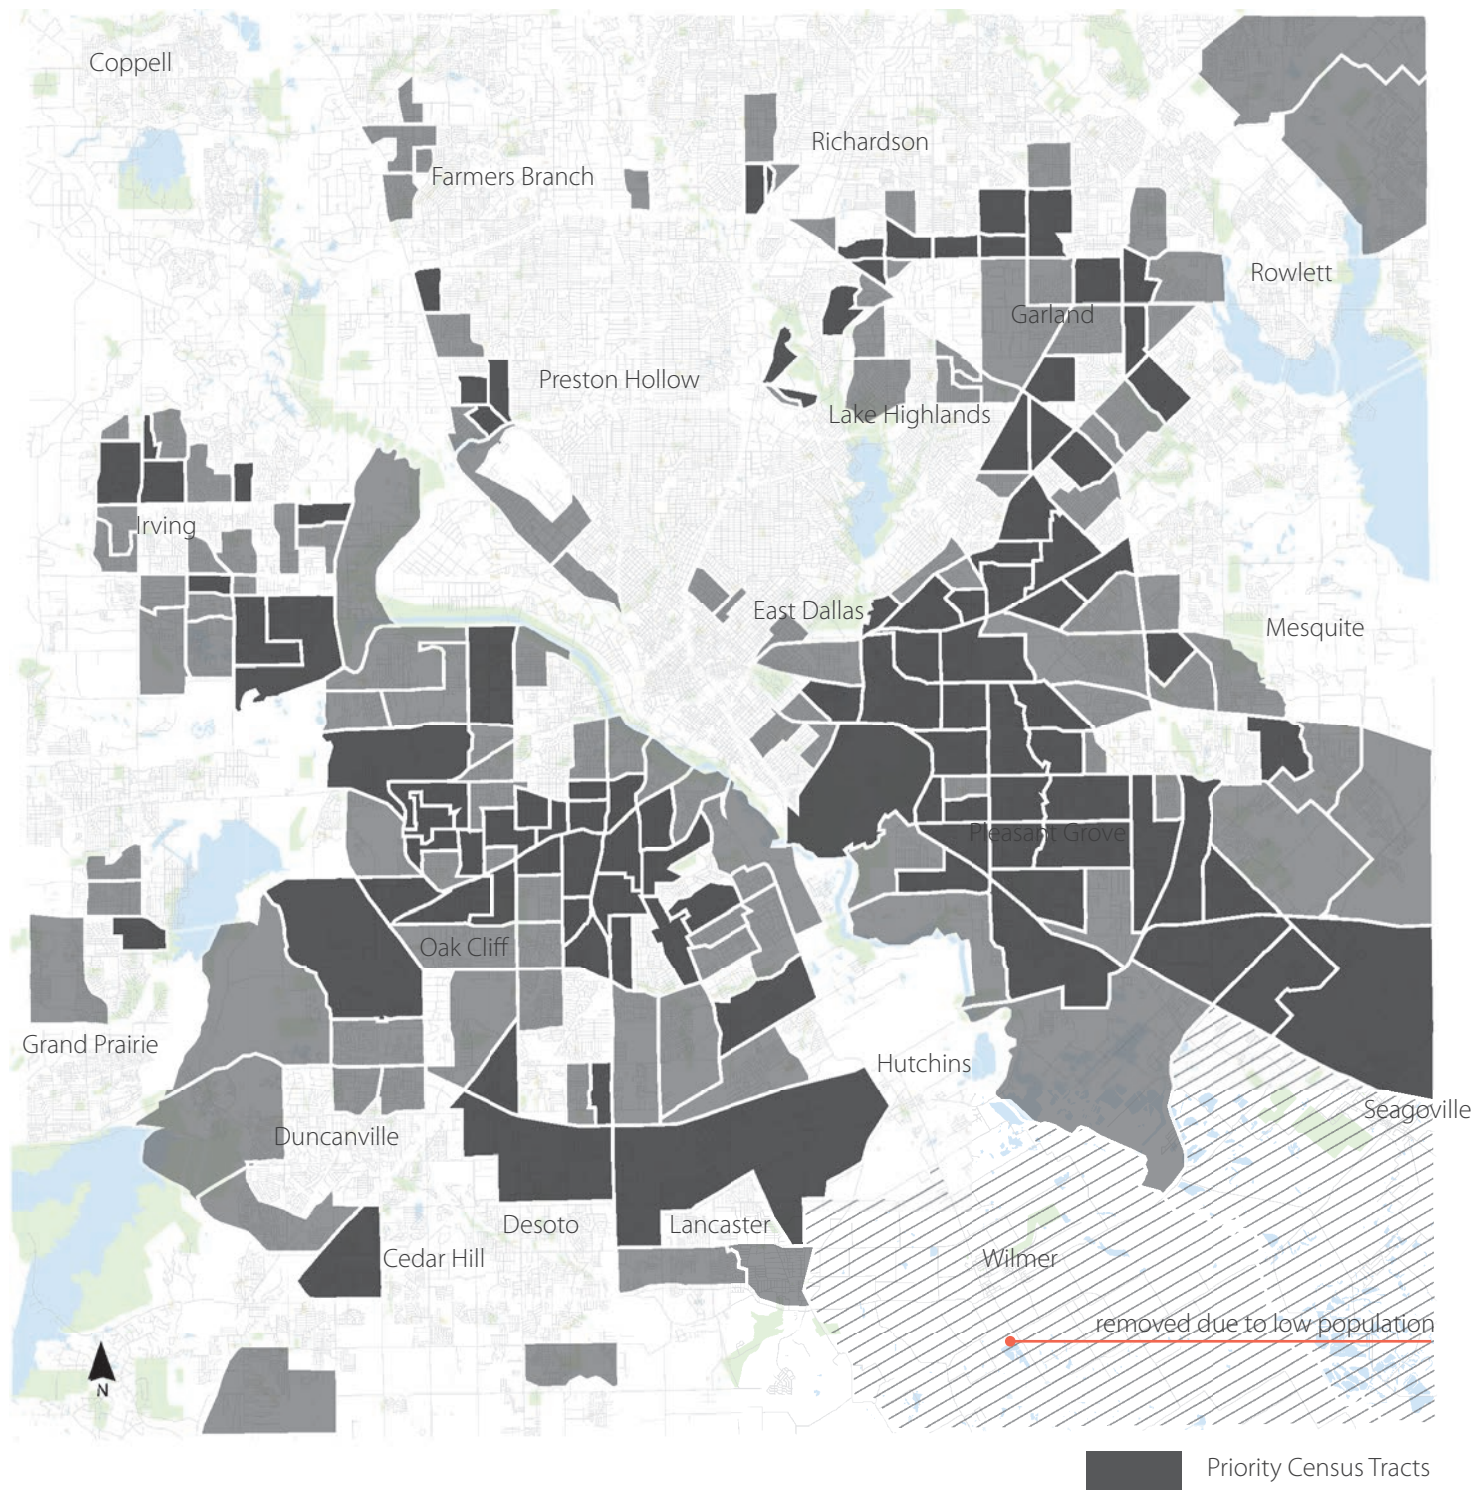 Coppell
Richardson
Farmers Branch
Rowlett
Garland
Preston Hollow
Lake Highlands
Irving
East Dallas
Mesquite
Pleasant Grove
Oak Cliff
Grand Prairie
Hutchins
Seagoville
Duncanville
Desoto
Lancaster
Cedar Hill
Wilmer
removed due to low population
N
Priority Census Tracts